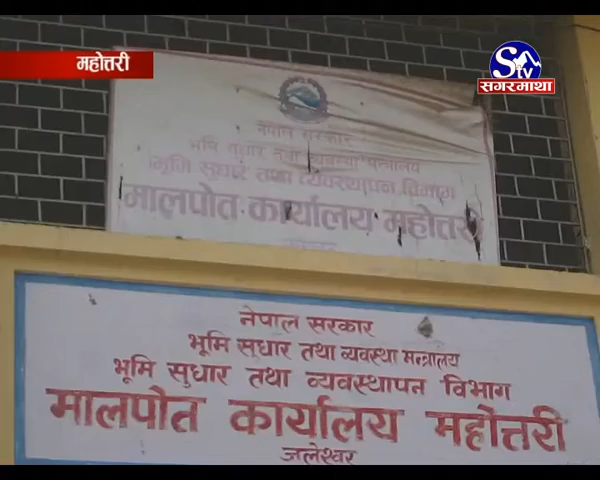 महोत्तरी
STV
सगरमाथा
नेपाल सरकार
भूमि सुधार तथा व्यवस्था मन्त्रालय
भूमि सुधार तथा व्यवस्थापन विभाग
मालपोत कार्यालय महोत्तरी
नेपाल सरकार
भूमि सुधार तथा व्यवस्था मन्त्रालय
भूमि सुधार तथा व्यवस्थापन विभाग
मालपोत कार्यालय महोत्तरी
जलेश्वर